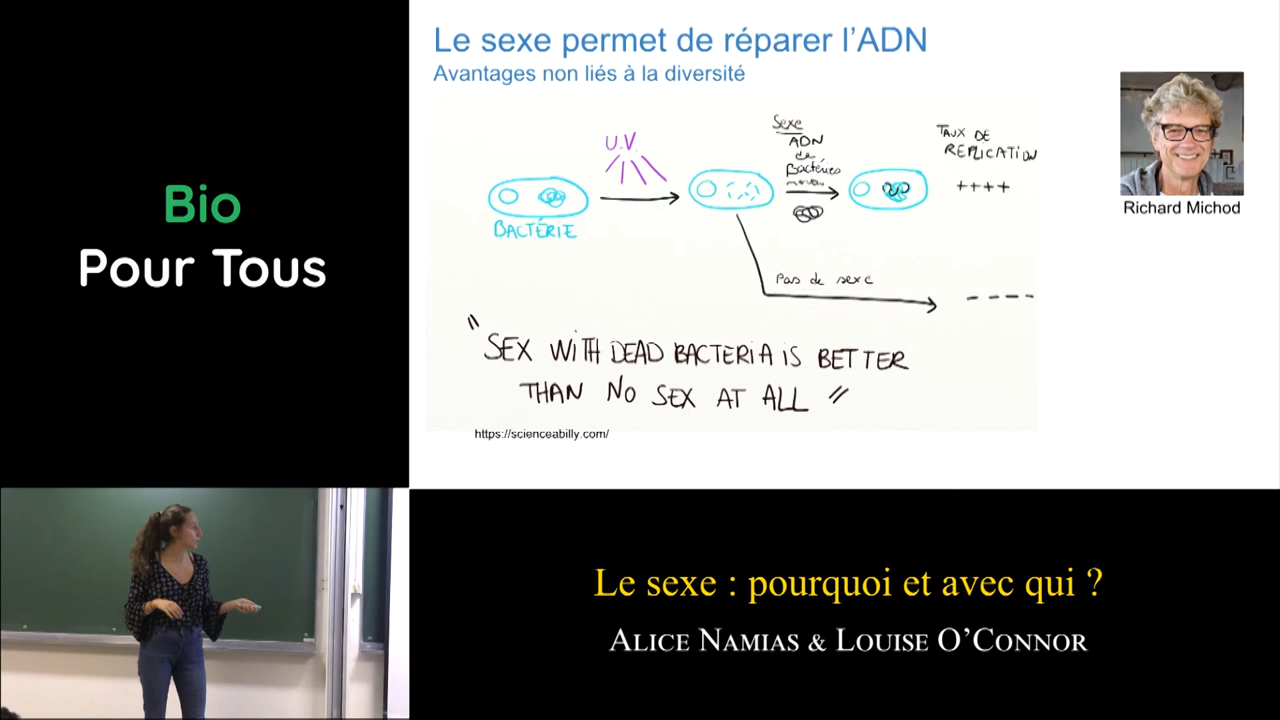 Bio
Pour Tous
Le sexe permet de réparer l'ADN
Avantages non liés à la diversité
U.V.
BACTÉRIE
Sexe
ADN
de
Bactéries
mortes
TAUX DE
REPLICATION
++++
Pas de sexe
----
Richard Michod
"SEX WITH DEAD BACTERIA IS BETTER
THAN NO SEX AT ALL"
https://scienceabilly.com/
Le sexe : pourquoi et avec qui ?
ALICE NAMIAS & LOUISE O'CONNOR